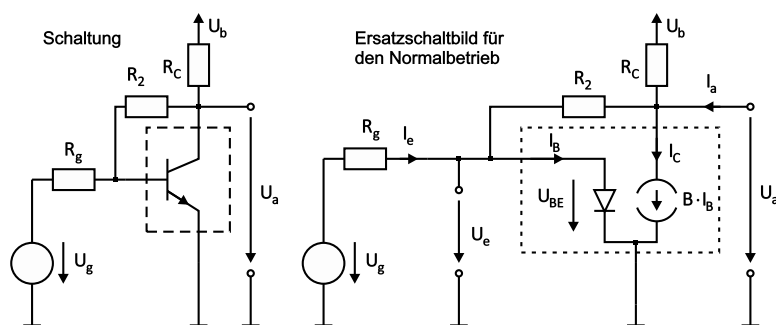 Schaltung
U_b
R_2
R_C
R_g
U_g
U_a
Ersatzschaltbild für
den Normalbetrieb
U_b
R_2
R_C
I_a
R_g
I_e
I_B
I_C
U_BE
B · I_B
U_e
U_g
U_a